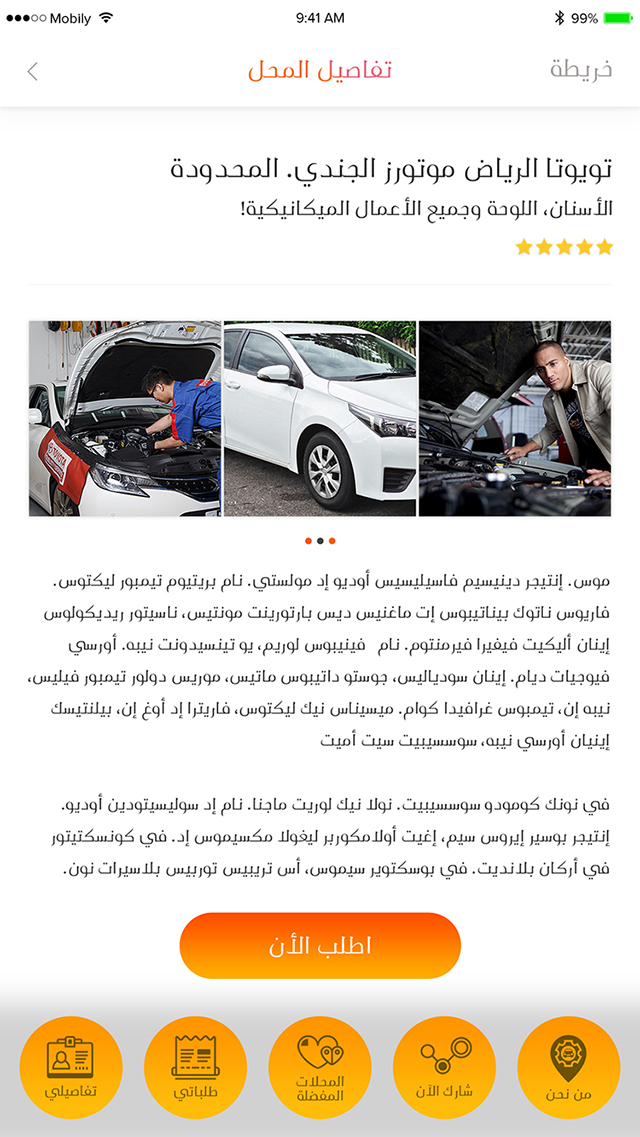 Mobily 9:41 AM 99%
خريطة تفاصيل المحل
تويوتا الرياض موتورز الجندي. المحدودة
الأسنان، اللوحة وجميع الأعمال الميكانيكية!
موس. إنتيجر دينيسيم فاسيليسيس أوديو إد مولستي. نام بريتيوم تيمبور ليكتوس.
فاريوس ناتوك بيناتيبوس إت ماغنيس ديس بارتورينت مونتيس، ناسيتور ريديكولوس
إينان أليكيت فيغيرا فيرمنتوم. نام فينيبوس لوريم، يو تينسيدونت نيبه. أورسي
فيوجيات ديام. إينان سودياليس، جوستو داتيبوس ماتيس، موريس دولور تيمبور فيليس،
نيبه إن، تيمبوس غرافيدا كوام. ميسيناس نيك ليكتوس، فاريترا إد أوغ إن، بيلنتيسك
إينيان أورسي نيبه، سوسسيبيت سيت أميت
في نونك كومودو سوسسيبيت. نولا نيك لوريت ماجنا. نام إد سوليسيتودين أوديو.
إنتيجر بوسير إيروس سيم، إغيت أولامكوربر ليغولا مكسيموس إد. في كونسكتيتور
في أركان بلانديت. في بوسكتوير سيموس، أس تريبيس توربيس بلاسيرات نون.
اطلب الأن
من نحن
شارك الآن
المحلات
المفضلة
طلباتي
تفاصيلي